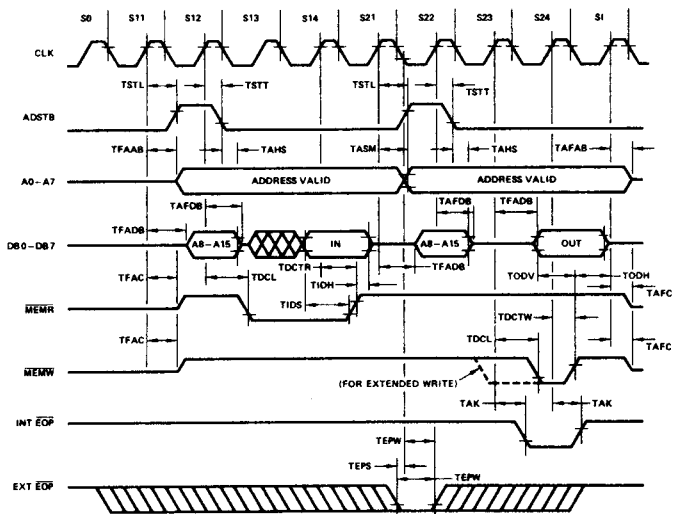 S0 S11 S12 S13 S14 S21 S22 S23 S24 SI
CLK
TSTL TSTT TSTL TSTT
ADSTB
TFAAB TAHS TASM TAHS TAFAB
A0–A7 ADDRESS VALID ADDRESS VALID
TAFDB TAFDB TFADB
TFADB
DB0–DB7 A8–A15 IN A8–A15 OUT
TDCTR TFADB TODV TODH
TFAC TDCL TIDH
TIDS TAFC
MEMR
TDCTW
TFAC TDCL TAFC
MEMW
(FOR EXTENDED WRITE)
TAK TAK
INT EOP
TEPW
TEPS TEPW
EXT EOP